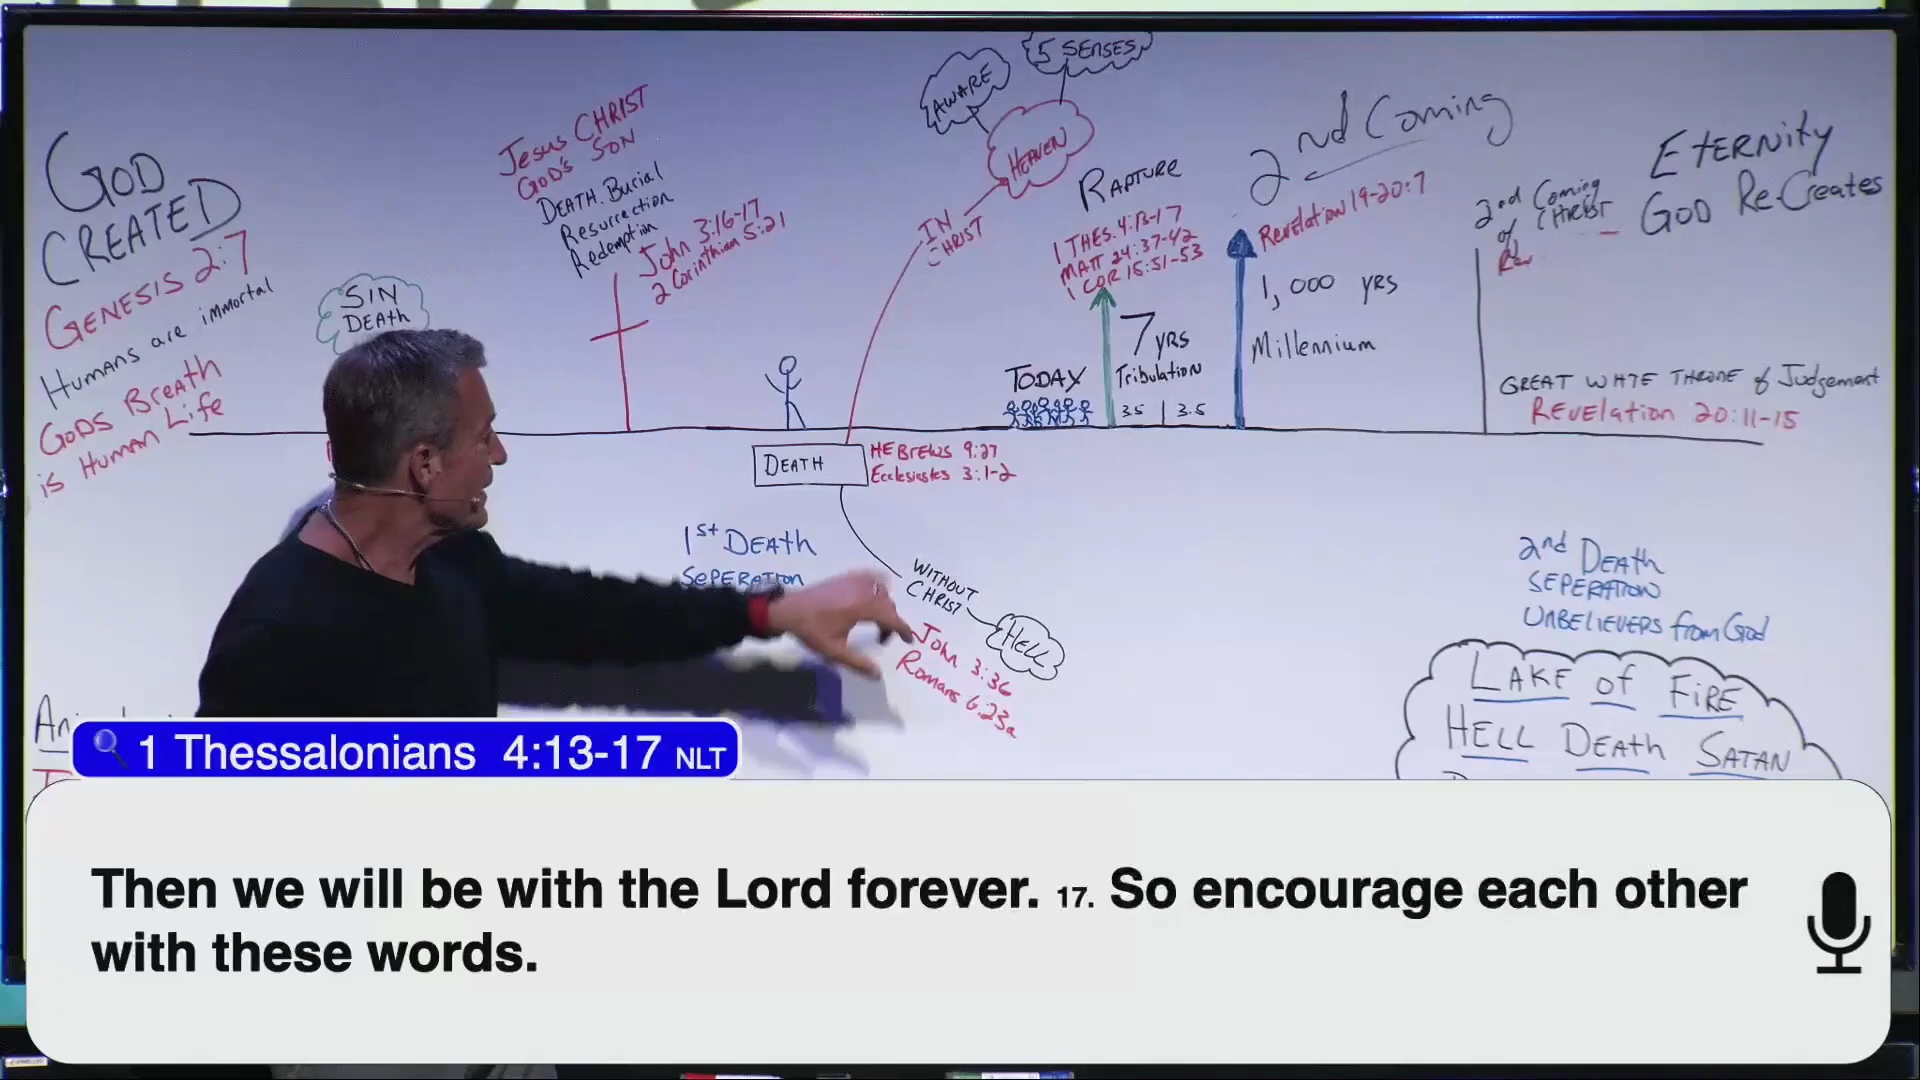 GOD
CREATED
GENESIS 2:7
Humans are immortal
GODS Breath
is Human Life
SIN
DEAth
Jesus CHRIST
GOD'S SON
DEATH. Burial
Resurrection
Redemption
John 3:16-17
2 Corinthian 5:21
AWARE
5 SENSES
HEAVEN
IN
CHRIST
RAPTURE
1 THES. 4:13-17
MATT 24:37-42
1 COR 15:51-53
TODAY
7 YRS
Tribulation
3.5 | 3.5
2nd Coming
Revelation 19-20:7
1,000 yrs
Millennium
2nd Coming
of CHRIST
Rev
ETERNITY
GOD Re-Creates
GREAT WHTE THRONE of Judgement
REVElation 20:11-15
DEATH
HEBREWS 9:27
Ecclesiastes 3:1-2
1st DEAth
SEPERATION
WITHOUT
CHRIST
HELL
John 3:36
Romans 6:23a
2nd DEAth
SEPERATION
UNBELIEVERS from God
LAKE of FIRE
HELL DEAth SATAN
1 Thessalonians 4:13-17 NLT
Then we will be with the Lord forever. 17. So encourage each other
with these words.